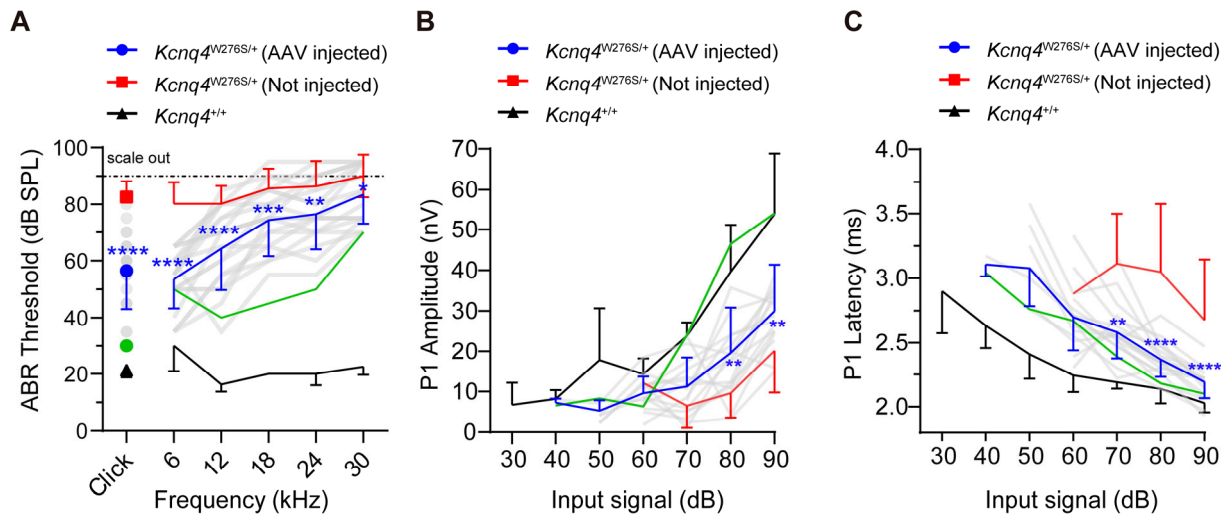 A
Kcnq4W276S/+ (AAV injected)
Kcnq4W276S/+ (Not injected)
Kcnq4+/+
scale out
ABR Threshold (dB SPL)
100
80
60
40
20
0
****
****
****
***
**
*
Click
6
12
18
24
30
Frequency (kHz)
B
Kcnq4W276S/+ (AAV injected)
Kcnq4W276S/+ (Not injected)
Kcnq4+/+
P1 Amplitude (nV)
70
60
50
40
30
20
10
0
**
**
30 40 50 60 70 80 90
Input signal (dB)
C
Kcnq4W276S/+ (AAV injected)
Kcnq4W276S/+ (Not injected)
Kcnq4+/+
P1 Latency (ms)
4.0
3.5
3.0
2.5
2.0
**
****
****
30 40 50 60 70 80 90
Input signal (dB)